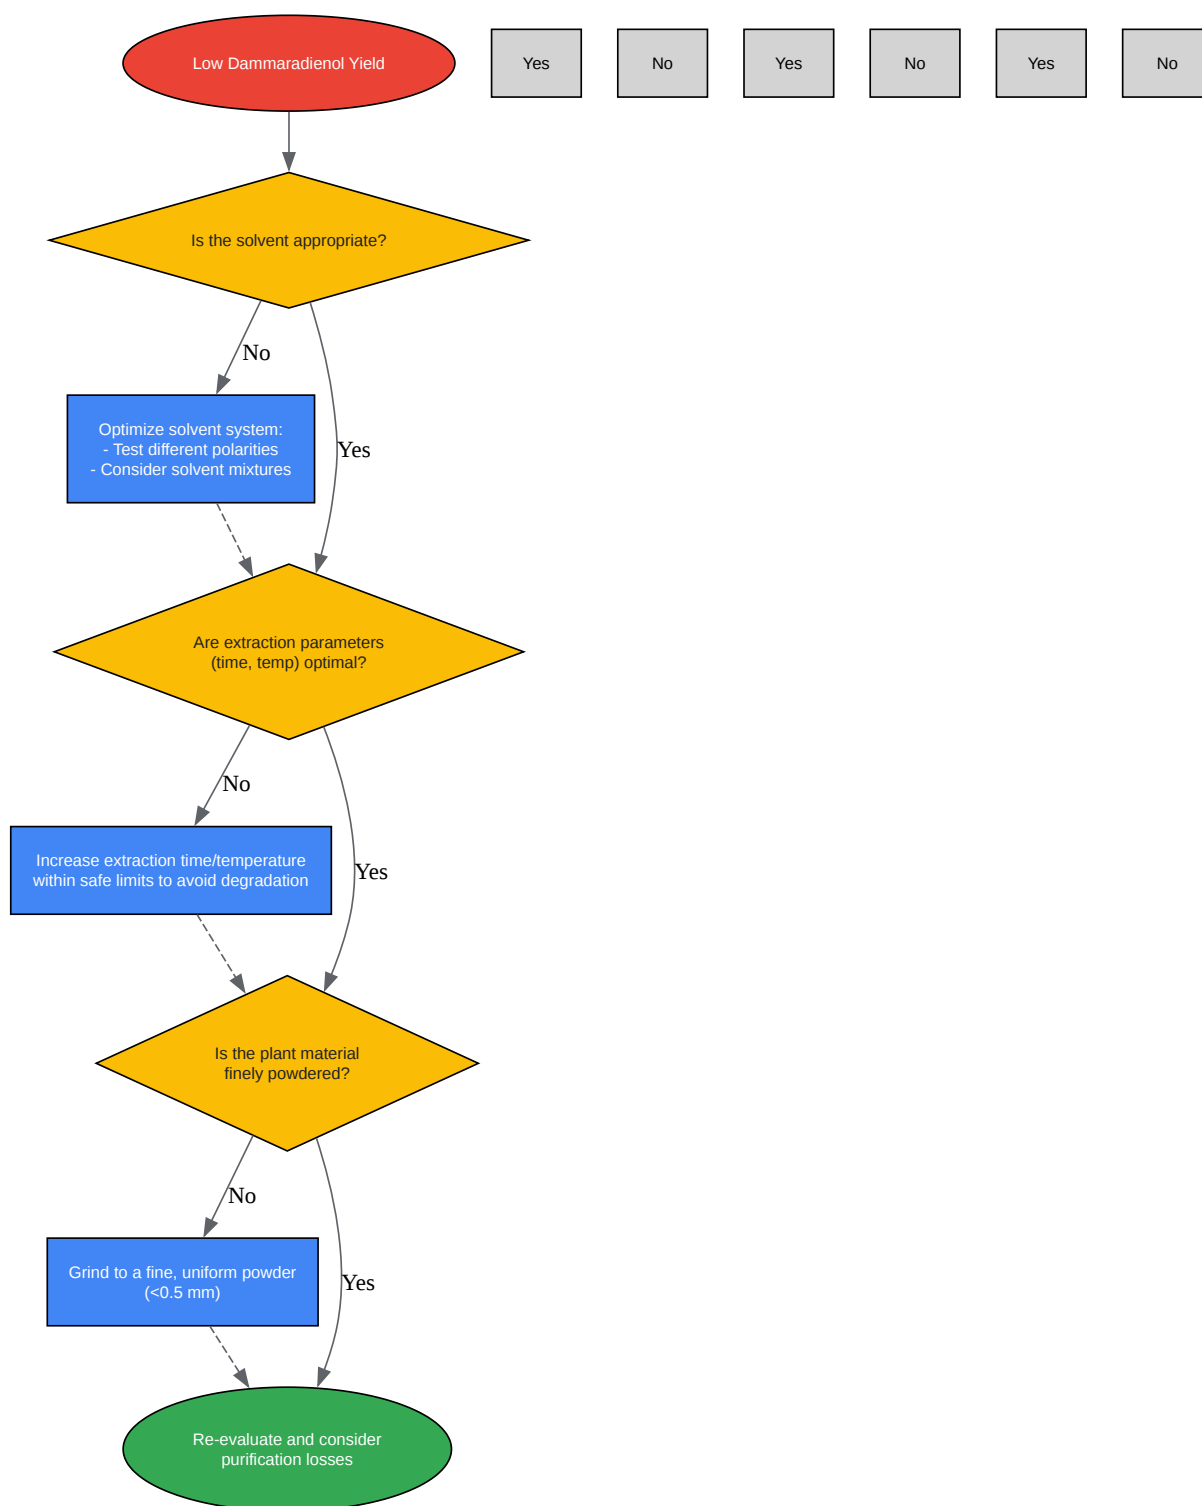 Low Dammaradienol Yield
Yes
No
Yes
No
Yes
No
Is the solvent appropriate?
No
Optimize solvent system:
- Test different polarities
- Consider solvent mixtures
Yes
Are extraction parameters
(time, temp) optimal?
No
Increase extraction time/temperature
within safe limits to avoid degradation
Yes
Is the plant material
finely powdered?
No
Grind to a fine, uniform powder
(<0.5 mm)
Yes
Re-evaluate and consider
purification losses